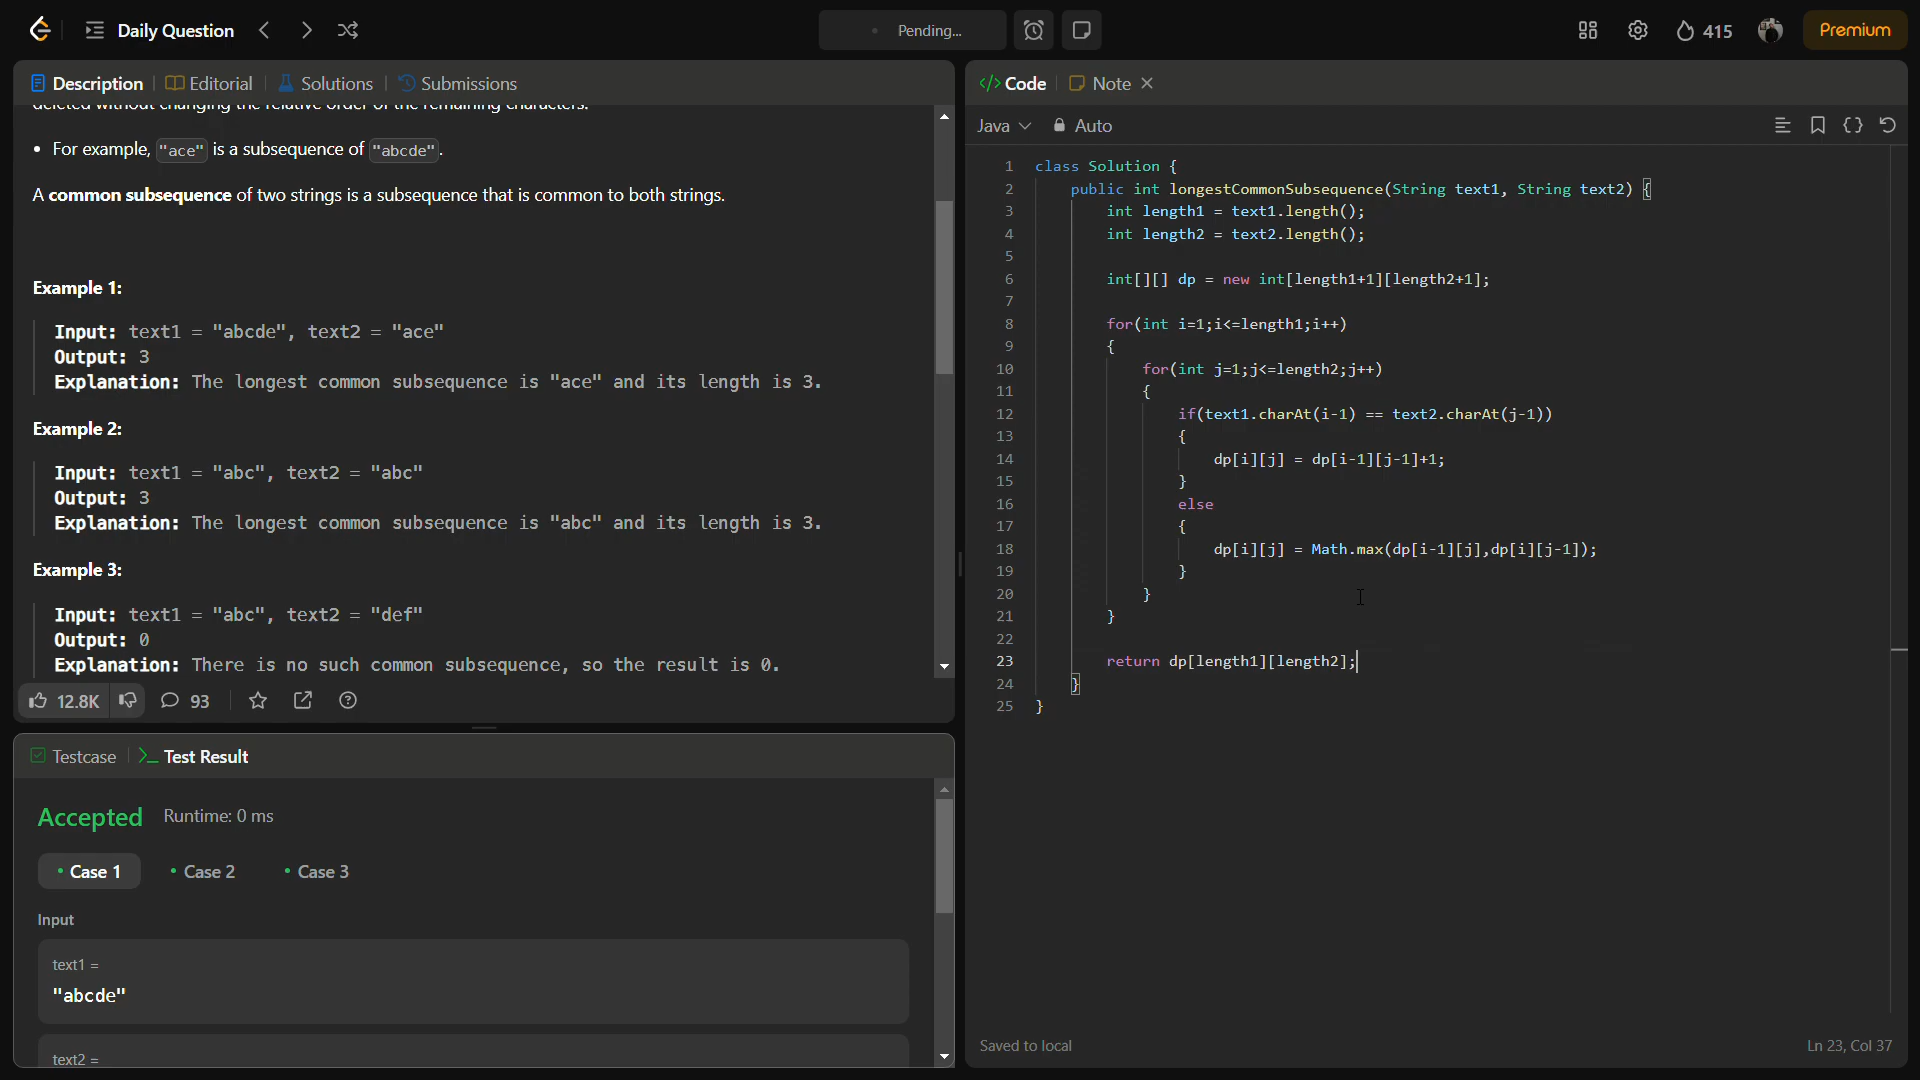 Daily Question
Pending...
415
Premium
Description
Editorial
Solutions
Submissions
deleted without changing the relative order of the remaining characters.
• For example, "ace" is a subsequence of "abcde".
A common subsequence of two strings is a subsequence that is common to both strings.
Example 1:
Input: text1 = "abcde", text2 = "ace"
Output: 3
Explanation: The longest common subsequence is "ace" and its length is 3.
Example 2:
Input: text1 = "abc", text2 = "abc"
Output: 3
Explanation: The longest common subsequence is "abc" and its length is 3.
Example 3:
Input: text1 = "abc", text2 = "def"
Output: 0
Explanation: There is no such common subsequence, so the result is 0.
12.8K
93
Testcase
>_ Test Result
Accepted
Runtime: 0 ms
• Case 1
• Case 2
• Case 3
Input
text1 =
"abcde"
text2 =
</> Code
Note
Java
Auto
1 class Solution {
2 public int longestCommonSubsequence(String text1, String text2) {
3 int length1 = text1.length();
4 int length2 = text2.length();
5
6 int[][] dp = new int[length1+1][length2+1];
7
8 for(int i=1;i<=length1;i++)
9 {
10 for(int j=1;j<=length2;j++)
11 {
12 if(text1.charAt(i-1) == text2.charAt(j-1))
13 {
14 dp[i][j] = dp[i-1][j-1]+1;
15 }
16 else
17 {
18 dp[i][j] = Math.max(dp[i-1][j],dp[i][j-1]);
19 }
20 }
21 }
22
23 return dp[length1][length2];
24 }
25 }
Saved to local
Ln 23, Col 37